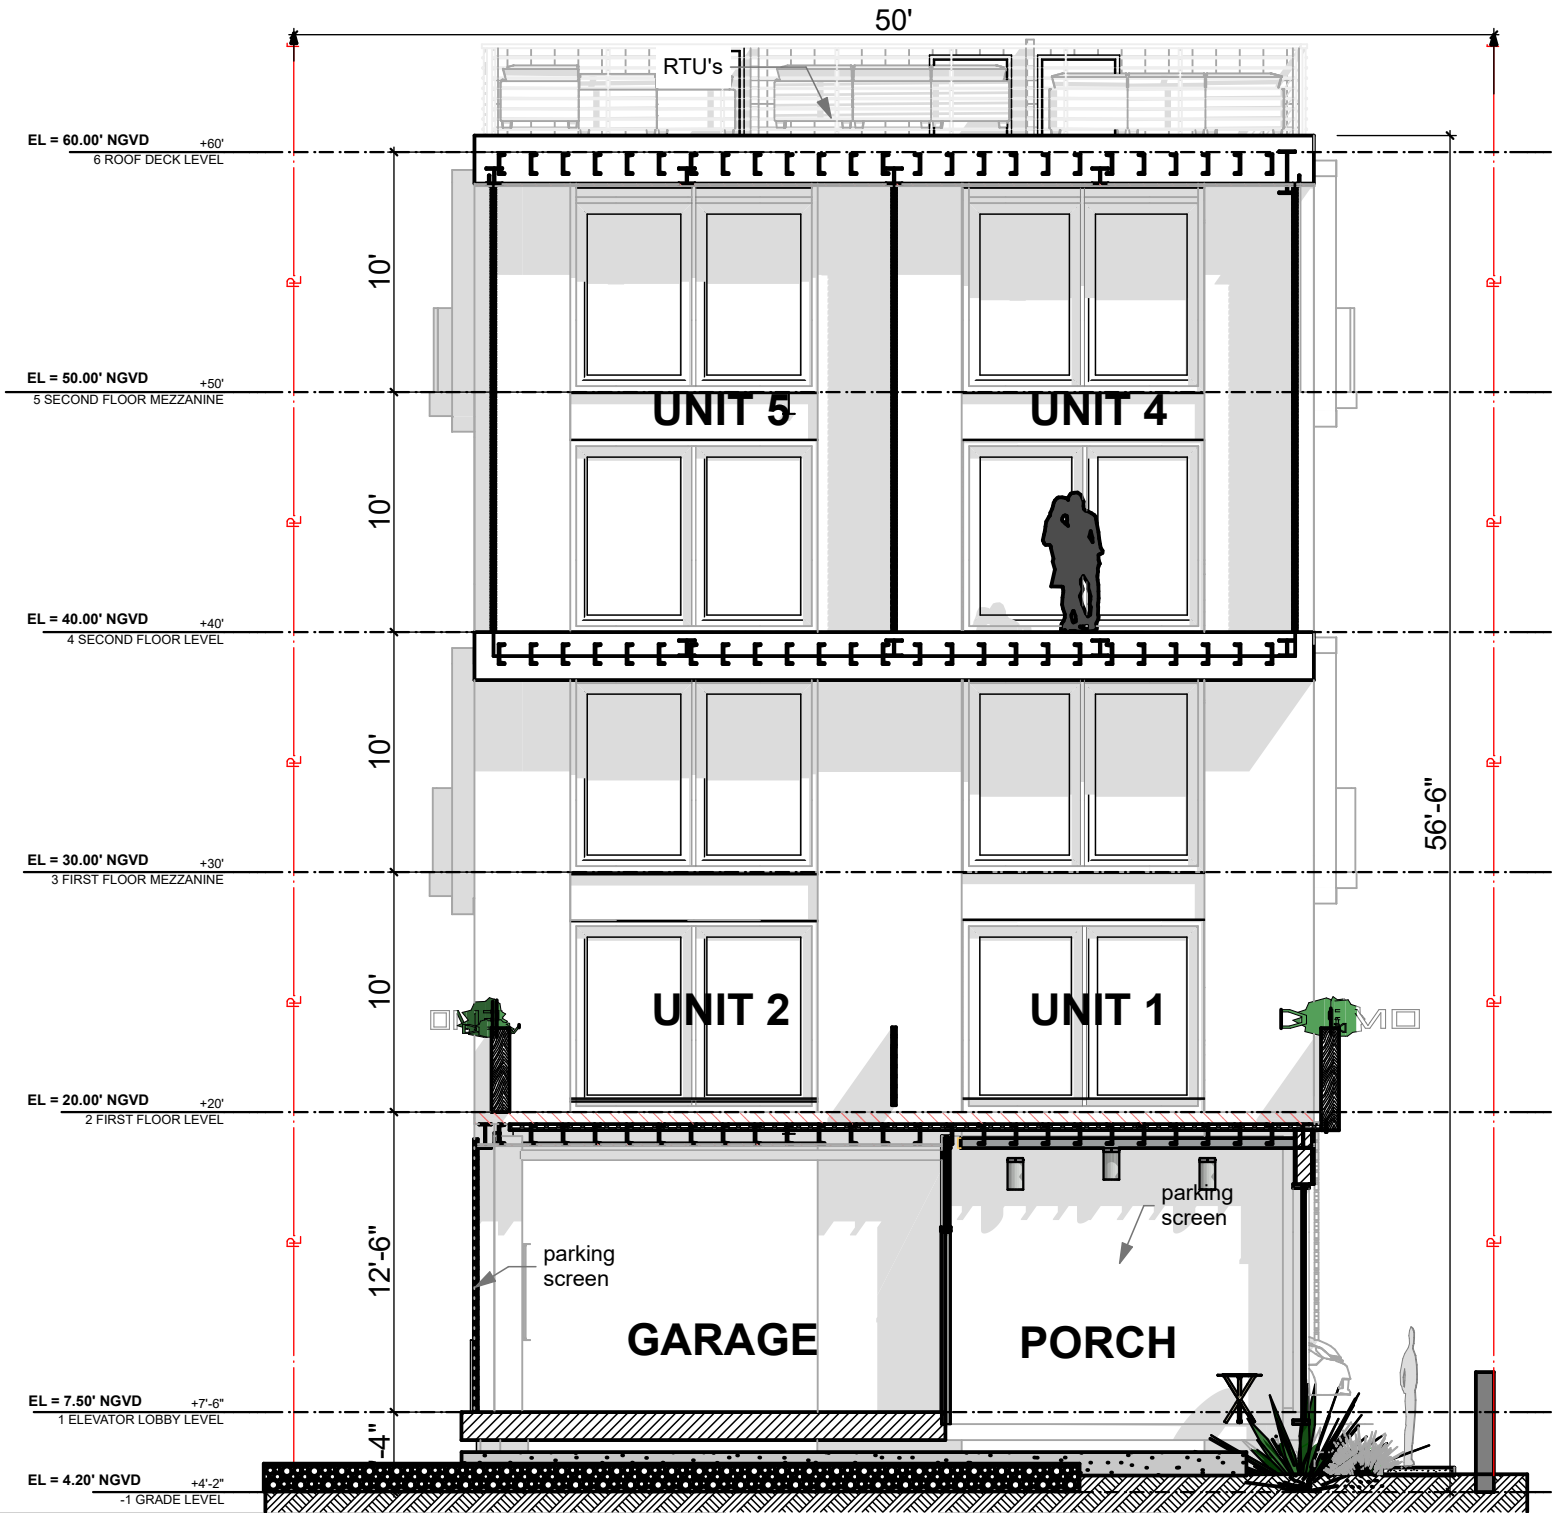 50'
RTU's
EL = 60.00' NGVD +60'
6 ROOF DECK LEVEL
10'
EL = 50.00' NGVD +50'
5 SECOND FLOOR MEZZANINE
UNIT 5 UNIT 4
10'
EL = 40.00' NGVD +40'
4 SECOND FLOOR LEVEL
10'
56'-6"
EL = 30.00' NGVD +30'
3 FIRST FLOOR MEZZANINE
10'
UNIT 2 UNIT 1
EL = 20.00' NGVD +20'
2 FIRST FLOOR LEVEL
parking
screen
12'-6"
parking
screen
GARAGE PORCH
EL = 7.50' NGVD +7'-6"
1 ELEVATOR LOBBY LEVEL
-4"
EL = 4.20' NGVD +4'-2"
-1 GRADE LEVEL